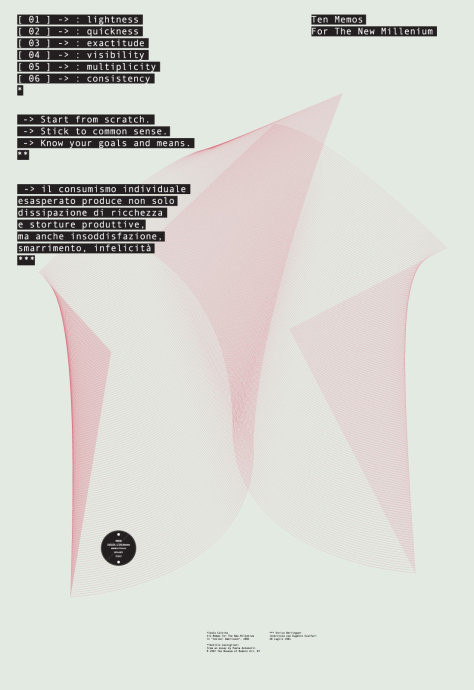 [ 01 ] -> : lightness
[ 02 ] -> : quickness
[ 03 ] -> : exactitude
[ 04 ] -> : visibility
[ 05 ] -> : multiplicity
[ 06 ] -> : consistency
*
-> Start from scratch.
-> Stick to common sense.
-> Know your goals and means.
**
-> il consumismo individuale
esasperato produce non solo
dissipazione di ricchezza
e storture produttive,
ma anche insoddisfazione,
smarrimento, infelicità
***
Ten Memos
For The New Millenium